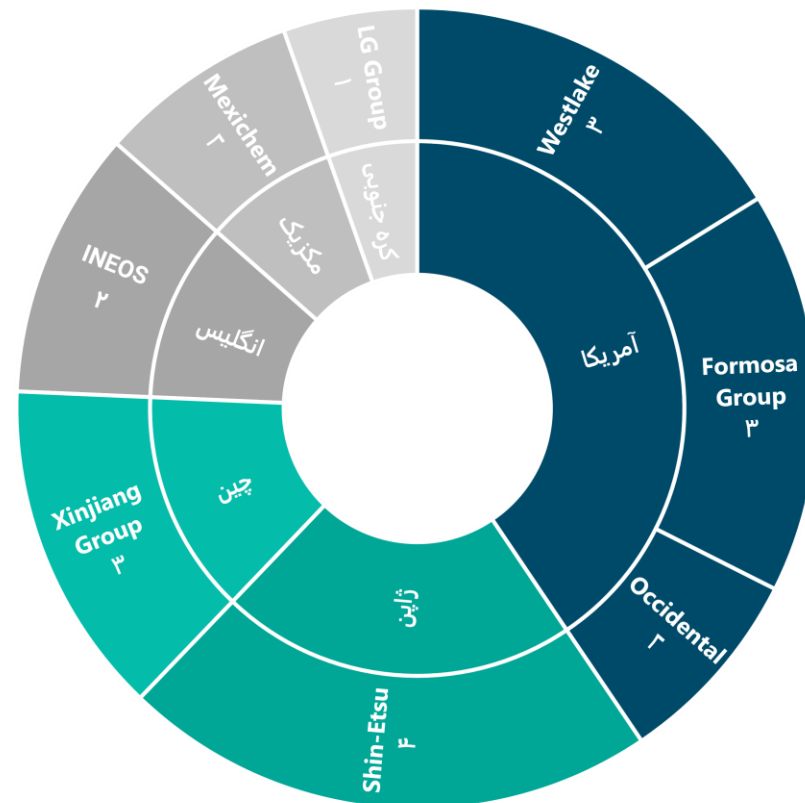 Westlake
۳
Formosa
Group
۳
Occidental
۲
Shin-Etsu
۴
Xinjiang
Group
۳
INEOS
۲
Mexichem
۲
LG Group
۱
آمریکا
ژاپن
چین
انگلیس
مکزیک
کره جنوبی